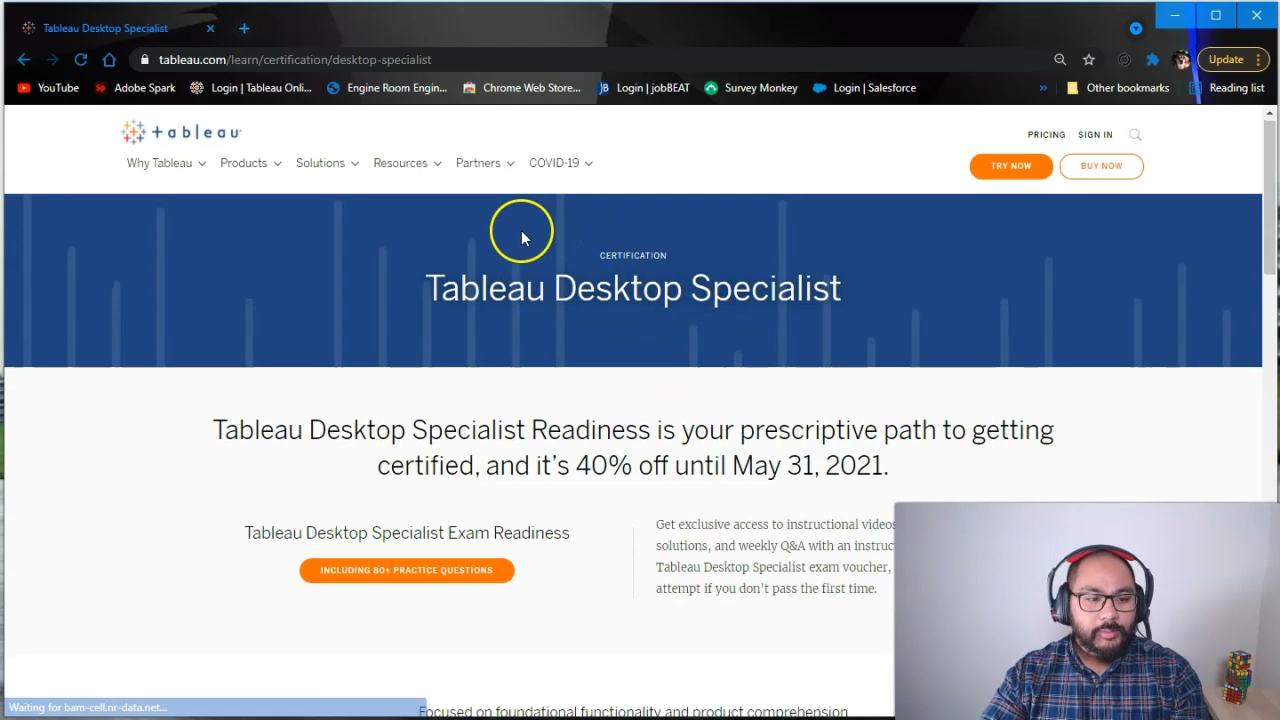 Tableau Desktop Specialist
tableau.com/learn/certification/desktop-specialist
Update
YouTube
Adobe Spark
Login | Tableau Onli...
Engine Room Engin...
Chrome Web Store...
Login | jobBEAT
Survey Monkey
Login | Salesforce
»
Other bookmarks
Reading list
+ableau
PRICING
SIGN IN
Why Tableau
Products
Solutions
Resources
Partners
COVID-19
TRY NOW
BUY NOW
CERTIFICATION
Tableau Desktop Specialist
Tableau Desktop Specialist Readiness is your prescriptive path to getting
certified, and it's 40% off until May 31, 2021.
Tableau Desktop Specialist Exam Readiness
INCLUDING 80+ PRACTICE QUESTIONS
Get exclusive access to instructional videos
solutions, and weekly Q&A with an instruc
Tableau Desktop Specialist exam voucher,
attempt if you don't pass the first time.
Focused on foundational functionality and product comprehension
Waiting for bam-cell.nr-data.net...